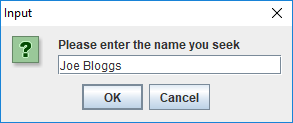 Input
?
Please enter the name you seek
Joe Bloggs
OK Cancel